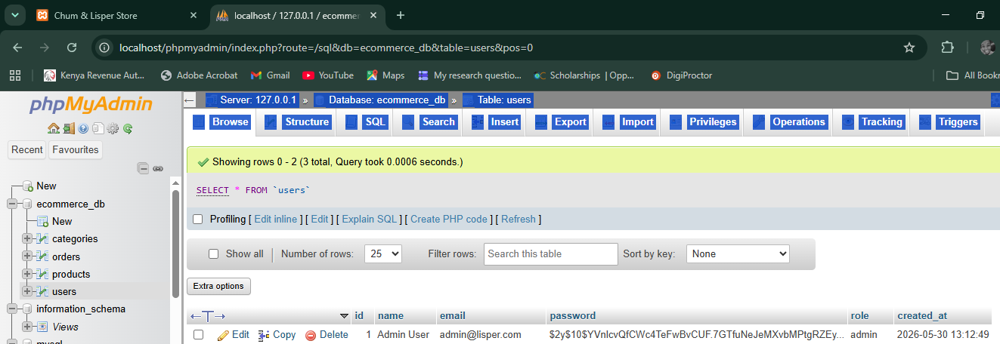 Chum & Lisper Store
localhost / 127.0.0.1 / ecomme
localhost/phpmyadmin/index.php?route=/sql&db=ecommerce_db&table=users&pos=0
Kenya Revenue Aut...
Adobe Acrobat
Gmail
YouTube
Maps
My research questio...
Scholarships | Opp...
DigiProctor
All Book
phpMyAdmin
Recent
Favourites
New
ecommerce_db
New
categories
orders
products
users
information_schema
Views
mysql
Server: 127.0.0.1 » Database: ecommerce_db » Table: users
Browse
Structure
SQL
Search
Insert
Export
Import
Privileges
Operations
Tracking
Triggers
Showing rows 0 - 2 (3 total, Query took 0.0006 seconds.)
SELECT * FROM `users`
Profiling [ Edit inline ] [ Edit ] [ Explain SQL ] [ Create PHP code ] [ Refresh ]
Show all
Number of rows: 25
Filter rows: Search this table
Sort by key: None
Extra options
id name email password role created_at
Edit Copy Delete 1 Admin User admin@lisper.com $2y$10$YVnlcvQfCWc4TeFwBvCUF.7GTfuNeJeMXvbMPtgRZEy... admin 2026-05-30 13:12:49